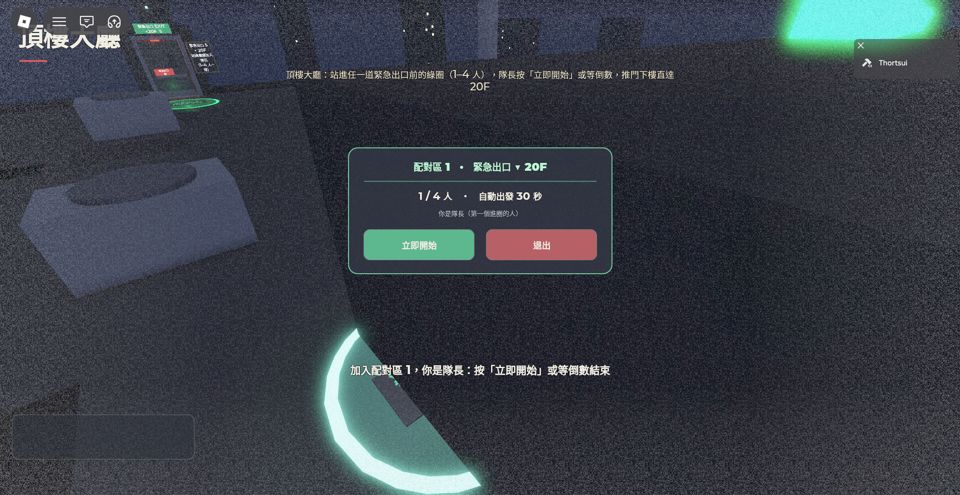 頂樓大廳
緊急出口 1
頂樓大廳：站進任一道緊急出口前的綠圈（1–4 人），隊長按「立即開始」或等倒數，推門下樓直達
20F
Thortsui
配對區 1 • 緊急出口 ▼ 20F
1 / 4 人 • 自動出發 30 秒
你是隊長（第一個進圈的人）
立即開始
退出
加入配對區 1，你是隊長：按「立即開始」或等倒數結束